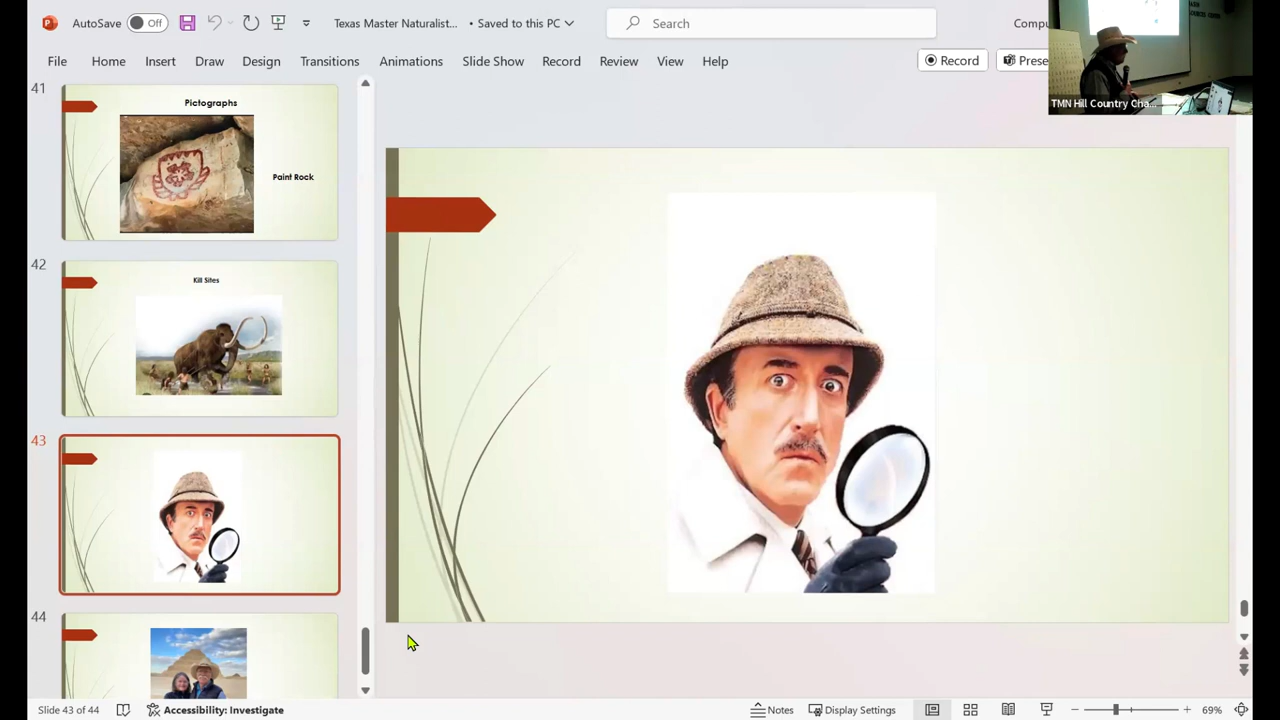 AutoSave Off Texas Master Naturalist... • Saved to this PC Search Compu
File Home Insert Draw Design Transitions Animations Slide Show Record Review View Help Record Prese
TMN Hill Country Cha...
41
Pictographs
Paint Rock
42
Kill Sites
43
44
Slide 43 of 44 Accessibility: Investigate Notes Display Settings 69%